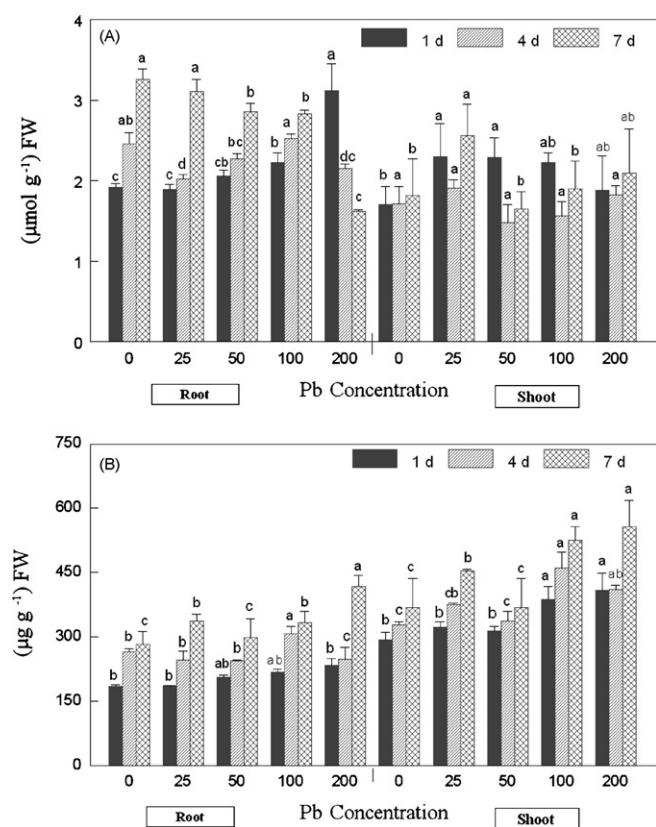 (A)
1 d 4 d 7 d
4
3
2
1
0
(µmol g⁻¹) FW
c ab a c d a cb bc b b a b a dc c b a b a a a a a b ab a b ab a ab
0 25 50 100 200 0 25 50 100 200
Root Pb Concentration Shoot
(B)
1 d 4 d 7 d
750
600
450
300
150
0
(µg g⁻¹) FW
b b c b b b ab b c ab a b b c a b c c b cb b b c c a a a a ab a
0 25 50 100 200 0 25 50 100 200
Root Pb Concentration Shoot